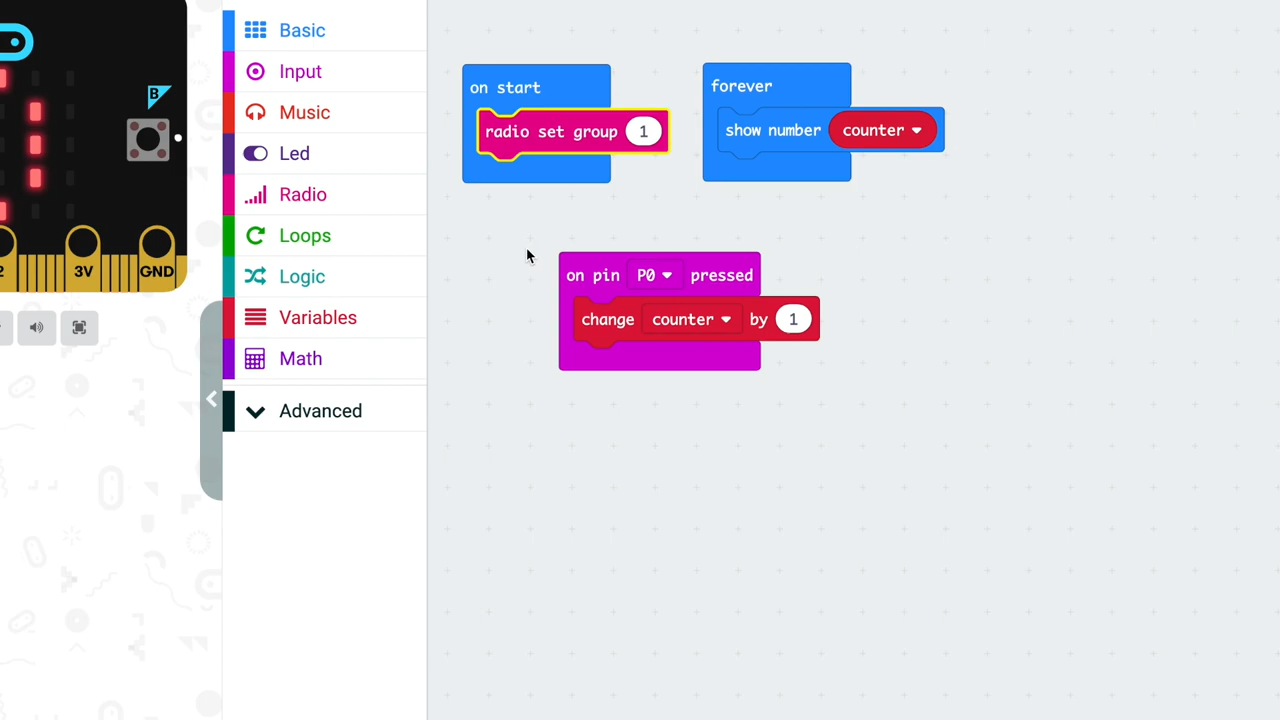 B
2
3V
GND
Basic
Input
Music
Led
Radio
Loops
Logic
Variables
Math
Advanced
on start
radio set group 1
forever
show number counter
on pin P0 pressed
change counter by 1